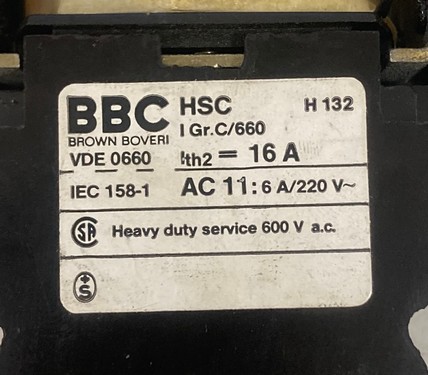 BBC HSC H 132
BROWN BOVERI I Gr.C/660
VDE 0660 Ith2 = 16 A
IEC 158-1 AC 11: 6 A/220 V~
SA Heavy duty service 600 V a.c.
+S